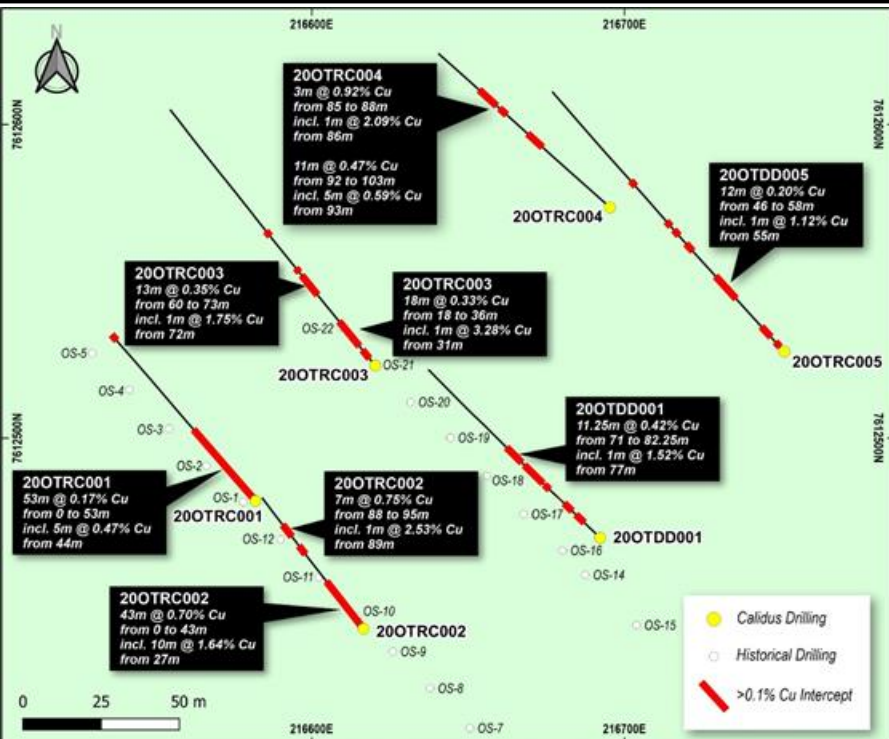 216600E
216700E
N
7612600N
7612600N
20OTRC004
3m @ 0.92% Cu
from 85 to 88m
incl. 1m @ 2.09% Cu
from 86m
11m @ 0.47% Cu
from 92 to 103m
incl. 5m @ 0.59% Cu
from 93m
20OTDD005
12m @ 0.20% Cu
from 46 to 58m
incl. 1m @ 1.12% Cu
from 55m
20OTRC004
20OTRC003
13m @ 0.35% Cu
from 60 to 73m
incl. 1m @ 1.75% Cu
from 72m
20OTRC003
18m @ 0.33% Cu
from 18 to 36m
incl. 1m @ 3.28% Cu
from 31m
OS-22
OS-5
OS-21
20OTRC003
20OTRC005
OS-4
OS-20
OS-3
OS-19
7612500N
7612500N
20OTDD001
11.25m @ 0.42% Cu
from 71 to 82.25m
incl. 1m @ 1.52% Cu
from 77m
OS-2
OS-18
20OTRC001
53m @ 0.17% Cu
from 0 to 53m
incl. 5m @ 0.47% Cu
from 44m
20OTRC002
7m @ 0.75% Cu
from 88 to 95m
incl. 1m @ 2.53% Cu
from 89m
OS-1
20OTRC001
OS-17
OS-12
20OTDD001
OS-16
OS-11
OS-14
20OTRC002
43m @ 0.70% Cu
from 0 to 43m
incl. 10m @ 1.64% Cu
from 27m
OS-10
20OTRC002
OS-15
OS-9
OS-8
OS-7
Calidus Drilling
Historical Drilling
>0.1% Cu Intercept
0 25 50 m
216600E
216700E